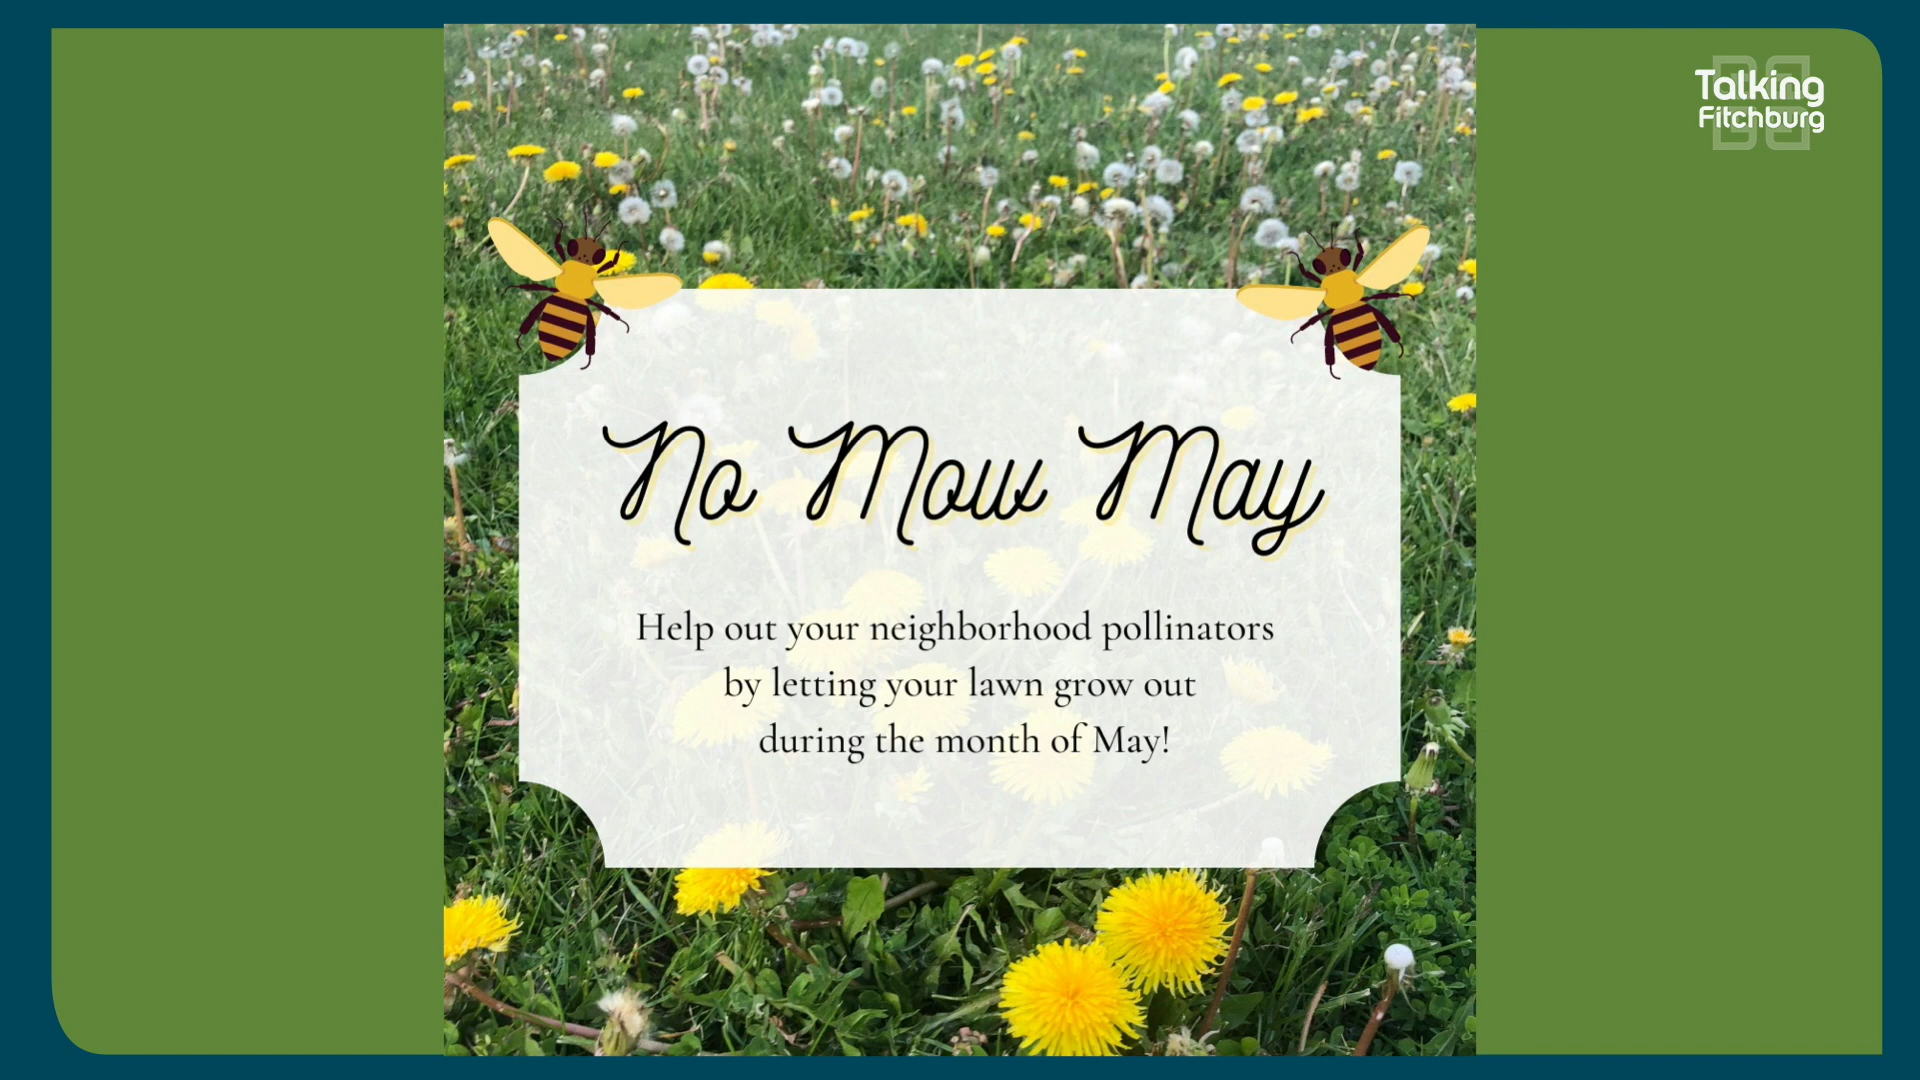 Talking
Fitchburg
No Mow May
Help out your neighborhood pollinators
by letting your lawn grow out
during the month of May!